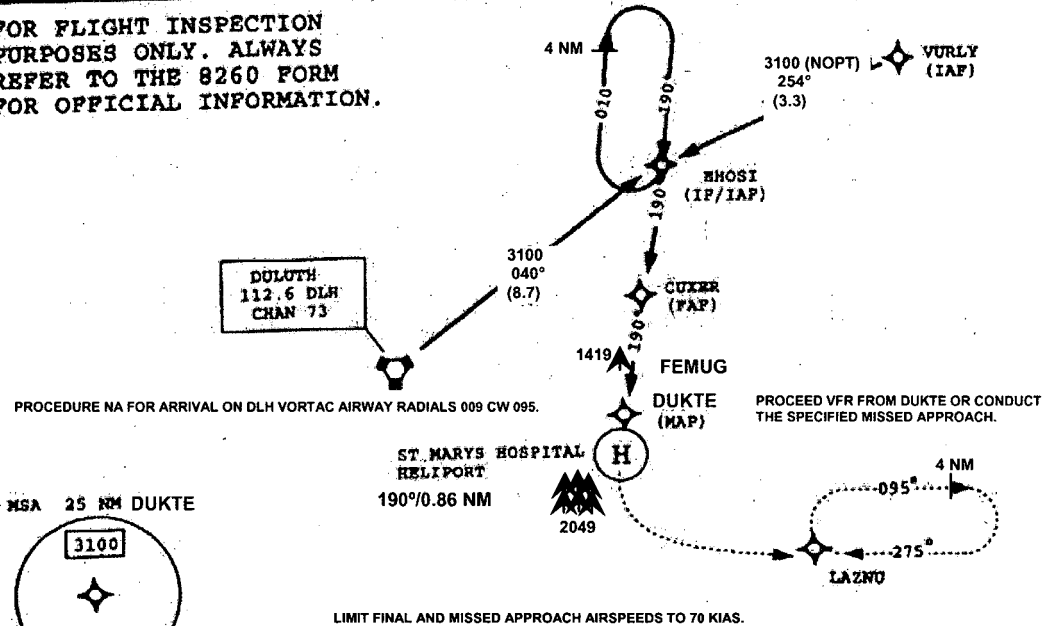 FOR FLIGHT INSPECTION
PURPOSES ONLY. ALWAYS
REFER TO THE 8260 FORM
FOR OFFICIAL INFORMATION.
4 NM
010
190
3100 (NOPT)
254°
(3.3)
VURLY
(IAF)
EHOSI
(IF/IAF)
190°
3100
040°
(8.7)
DULUTH
112.6 DLH
CHAN 73
CUXER
(FAF)
190°
1419
FEMUG
PROCEDURE NA FOR ARRIVAL ON DLH VORTAC AIRWAY RADIALS 009 CW 095.
DUKTE
(MAP)
PROCEED VFR FROM DUKTE OR CONDUCT
THE SPECIFIED MISSED APPROACH.
ST MARYS HOSPITAL
HELIPORT
H
190°/0.86 NM
2049
4 NM
095°
275°
LAZNU
MSA 25 NM DUKTE
3100
LIMIT FINAL AND MISSED APPROACH AIRSPEEDS TO 70 KIAS.